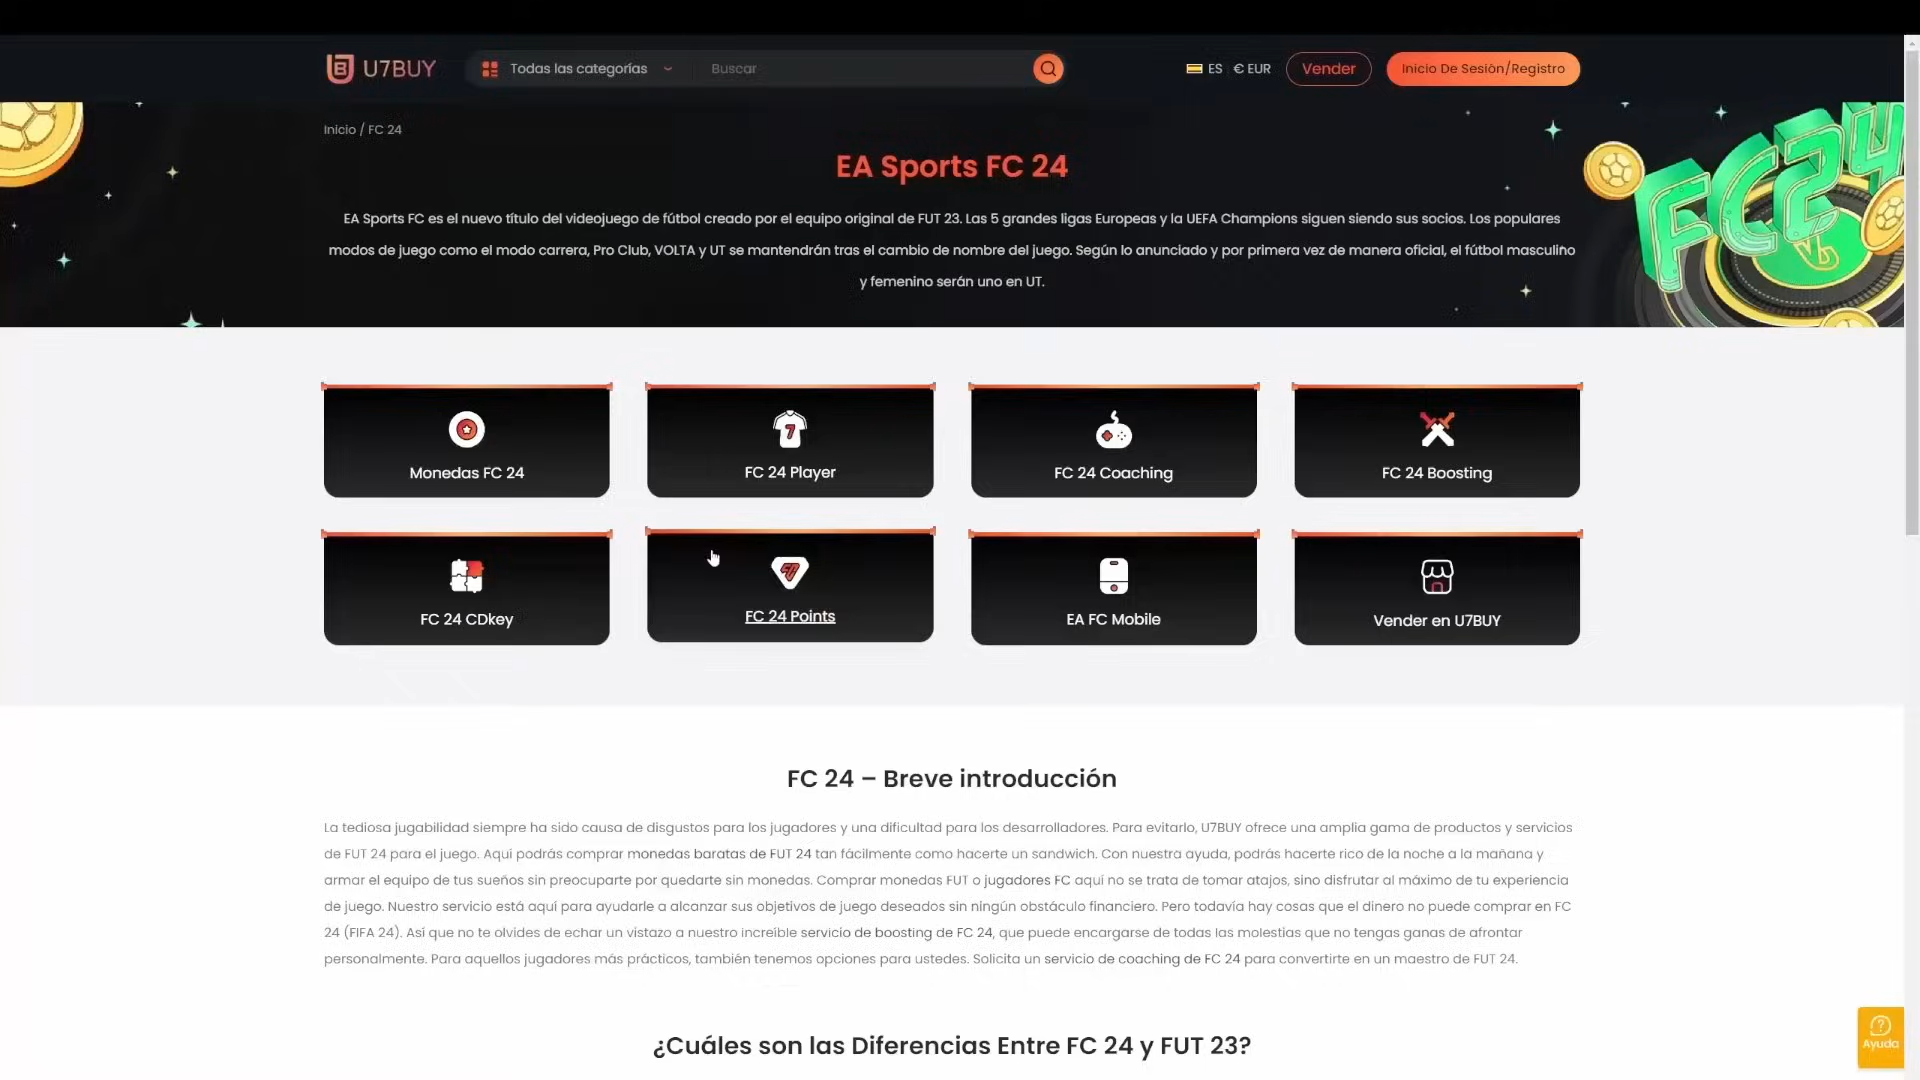 U7BUY
Todas las categorías
Buscar
ES
€ EUR
Vender
Inicio De Sesión/Registro
Inicio / FC 24
EA Sports FC 24
FC24
EA Sports FC es el nuevo título del videojuego de fútbol creado por el equipo original de FUT 23. Las 5 grandes ligas Europeas y la UEFA Champions siguen siendo sus socios. Los populares
modos de juego como el modo carrera, Pro Club, VOLTA y UT se mantendrán tras el cambio de nombre del juego. Según lo anunciado y por primera vez de manera oficial, el fútbol masculino
y femenino serán uno en UT.
7
Monedas FC 24
FC 24 Player
FC 24 Coaching
FC 24 Boosting
FC 24 CDkey
FC 24 Points
EA FC Mobile
Vender en U7BUY
FC 24 – Breve introducción
La tediosa jugabilidad siempre ha sido causa de disgustos para los jugadores y una dificultad para los desarrolladores. Para evitarlo, U7BUY ofrece una amplia gama de productos y servicios
de FUT 24 para el juego. Aquí podrás comprar monedas baratas de FUT 24 tan fácilmente como hacerte un sandwich. Con nuestra ayuda, podrás hacerte rico de la noche a la mañana y
armar el equipo de tus sueños sin preocuparte por quedarte sin monedas. Comprar monedas FUT o jugadores FC aquí no se trata de tomar atajos, sino disfrutar al máximo de tu experiencia
de juego. Nuestro servicio está aquí para ayudarle a alcanzar sus objetivos de juego deseados sin ningún obstáculo financiero. Pero todavía hay cosas que el dinero no puede comprar en FC
24 (FIFA 24). Así que no te olvides de echar un vistazo a nuestro increíble servicio de boosting de FC 24, que puede encargarse de todas las molestias que no tengas ganas de afrontar
personalmente. Para aquellos jugadores más prácticos, también tenemos opciones para ustedes. Solicita un servicio de coaching de FC 24 para convertirte en un maestro de FUT 24.
¿Cuáles son las Diferencias Entre FC 24 y FUT 23?
Ayuda